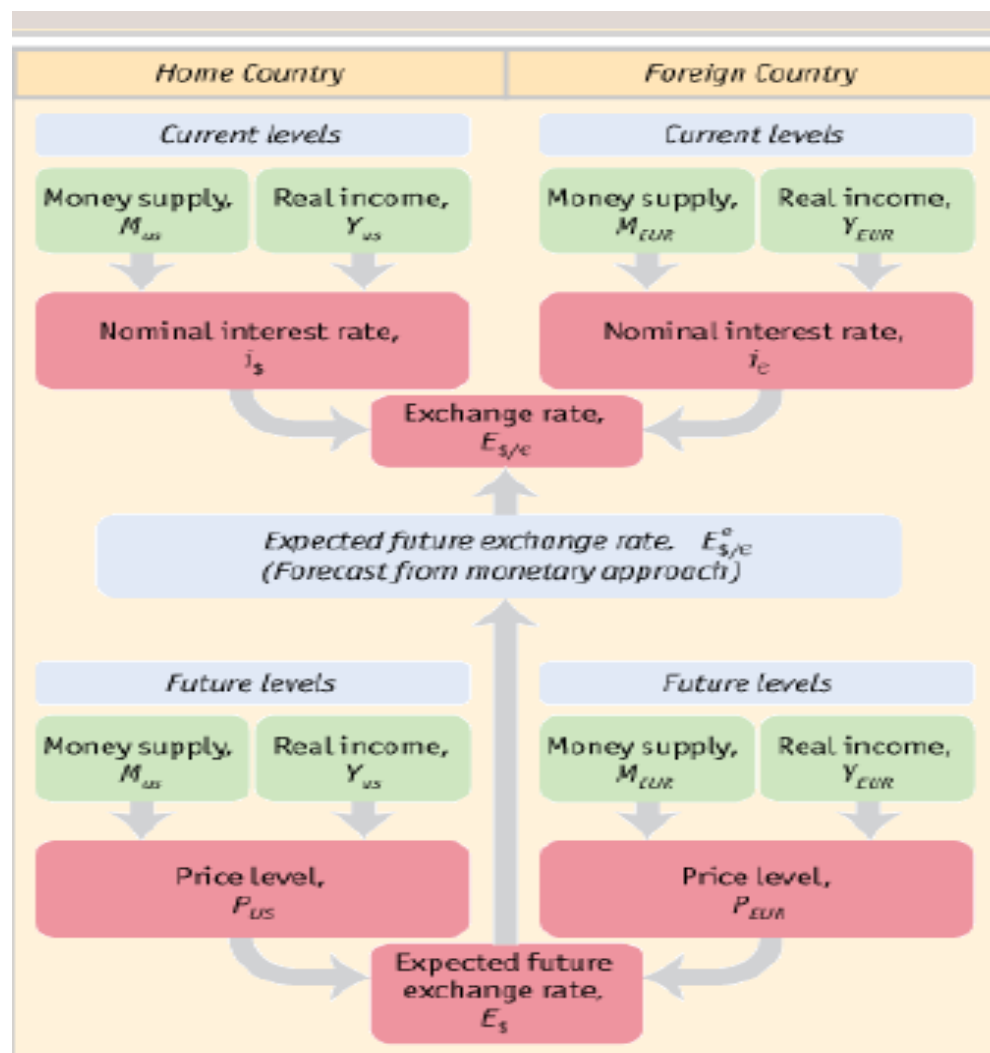 Home Country
Foreign Country
Current levels
Current levels
Money supply,
M_US
Real income,
Y_US
Money supply,
M_EUR
Real income,
Y_EUR
Nominal interest rate,
i_$
Nominal interest rate,
i_€
Exchange rate,
E_$/€
Expected future exchange rate. E^e_$/€
(Forecast from monetary approach)
Future levels
Future levels
Money supply,
M_US
Real income,
Y_US
Money supply,
M_EUR
Real income,
Y_EUR
Price level,
P_US
Price level,
P_EUR
Expected future
exchange rate,
E_$